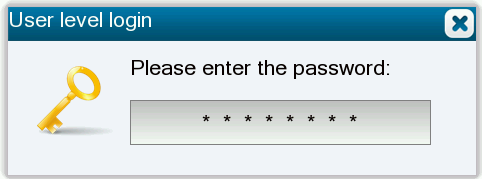 User level login
Please enter the password:
* * * * * * * *